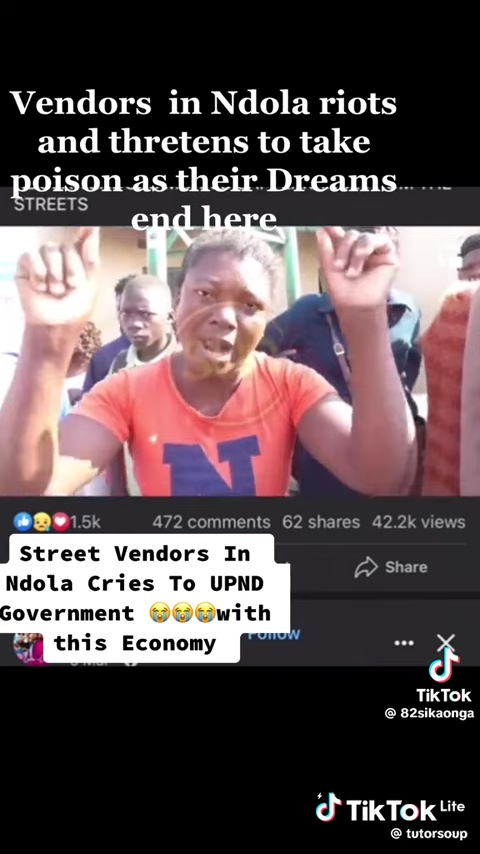 Vendors in Ndola riots
and thretens to take
poison as their Dreams
end here
STREETS
N
1.5k 472 comments 62 shares 42.2k views
Share
Street Vendors In
Ndola Cries To UPND
Government 😭😭😭with
this Economy
Follow
TikTok
@ 82sikaonga
TikTok Lite
@ tutorsoup